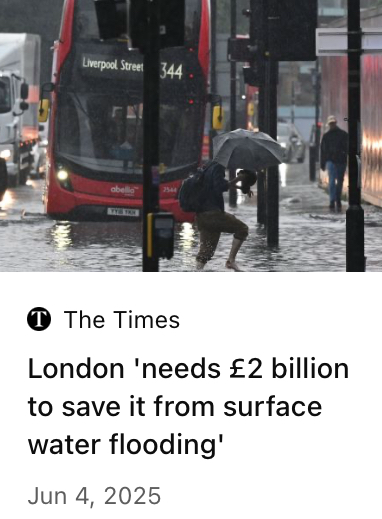 Liverpool Street 344
abellio
The Times
London 'needs £2 billion
to save it from surface
water flooding'
Jun 4, 2025